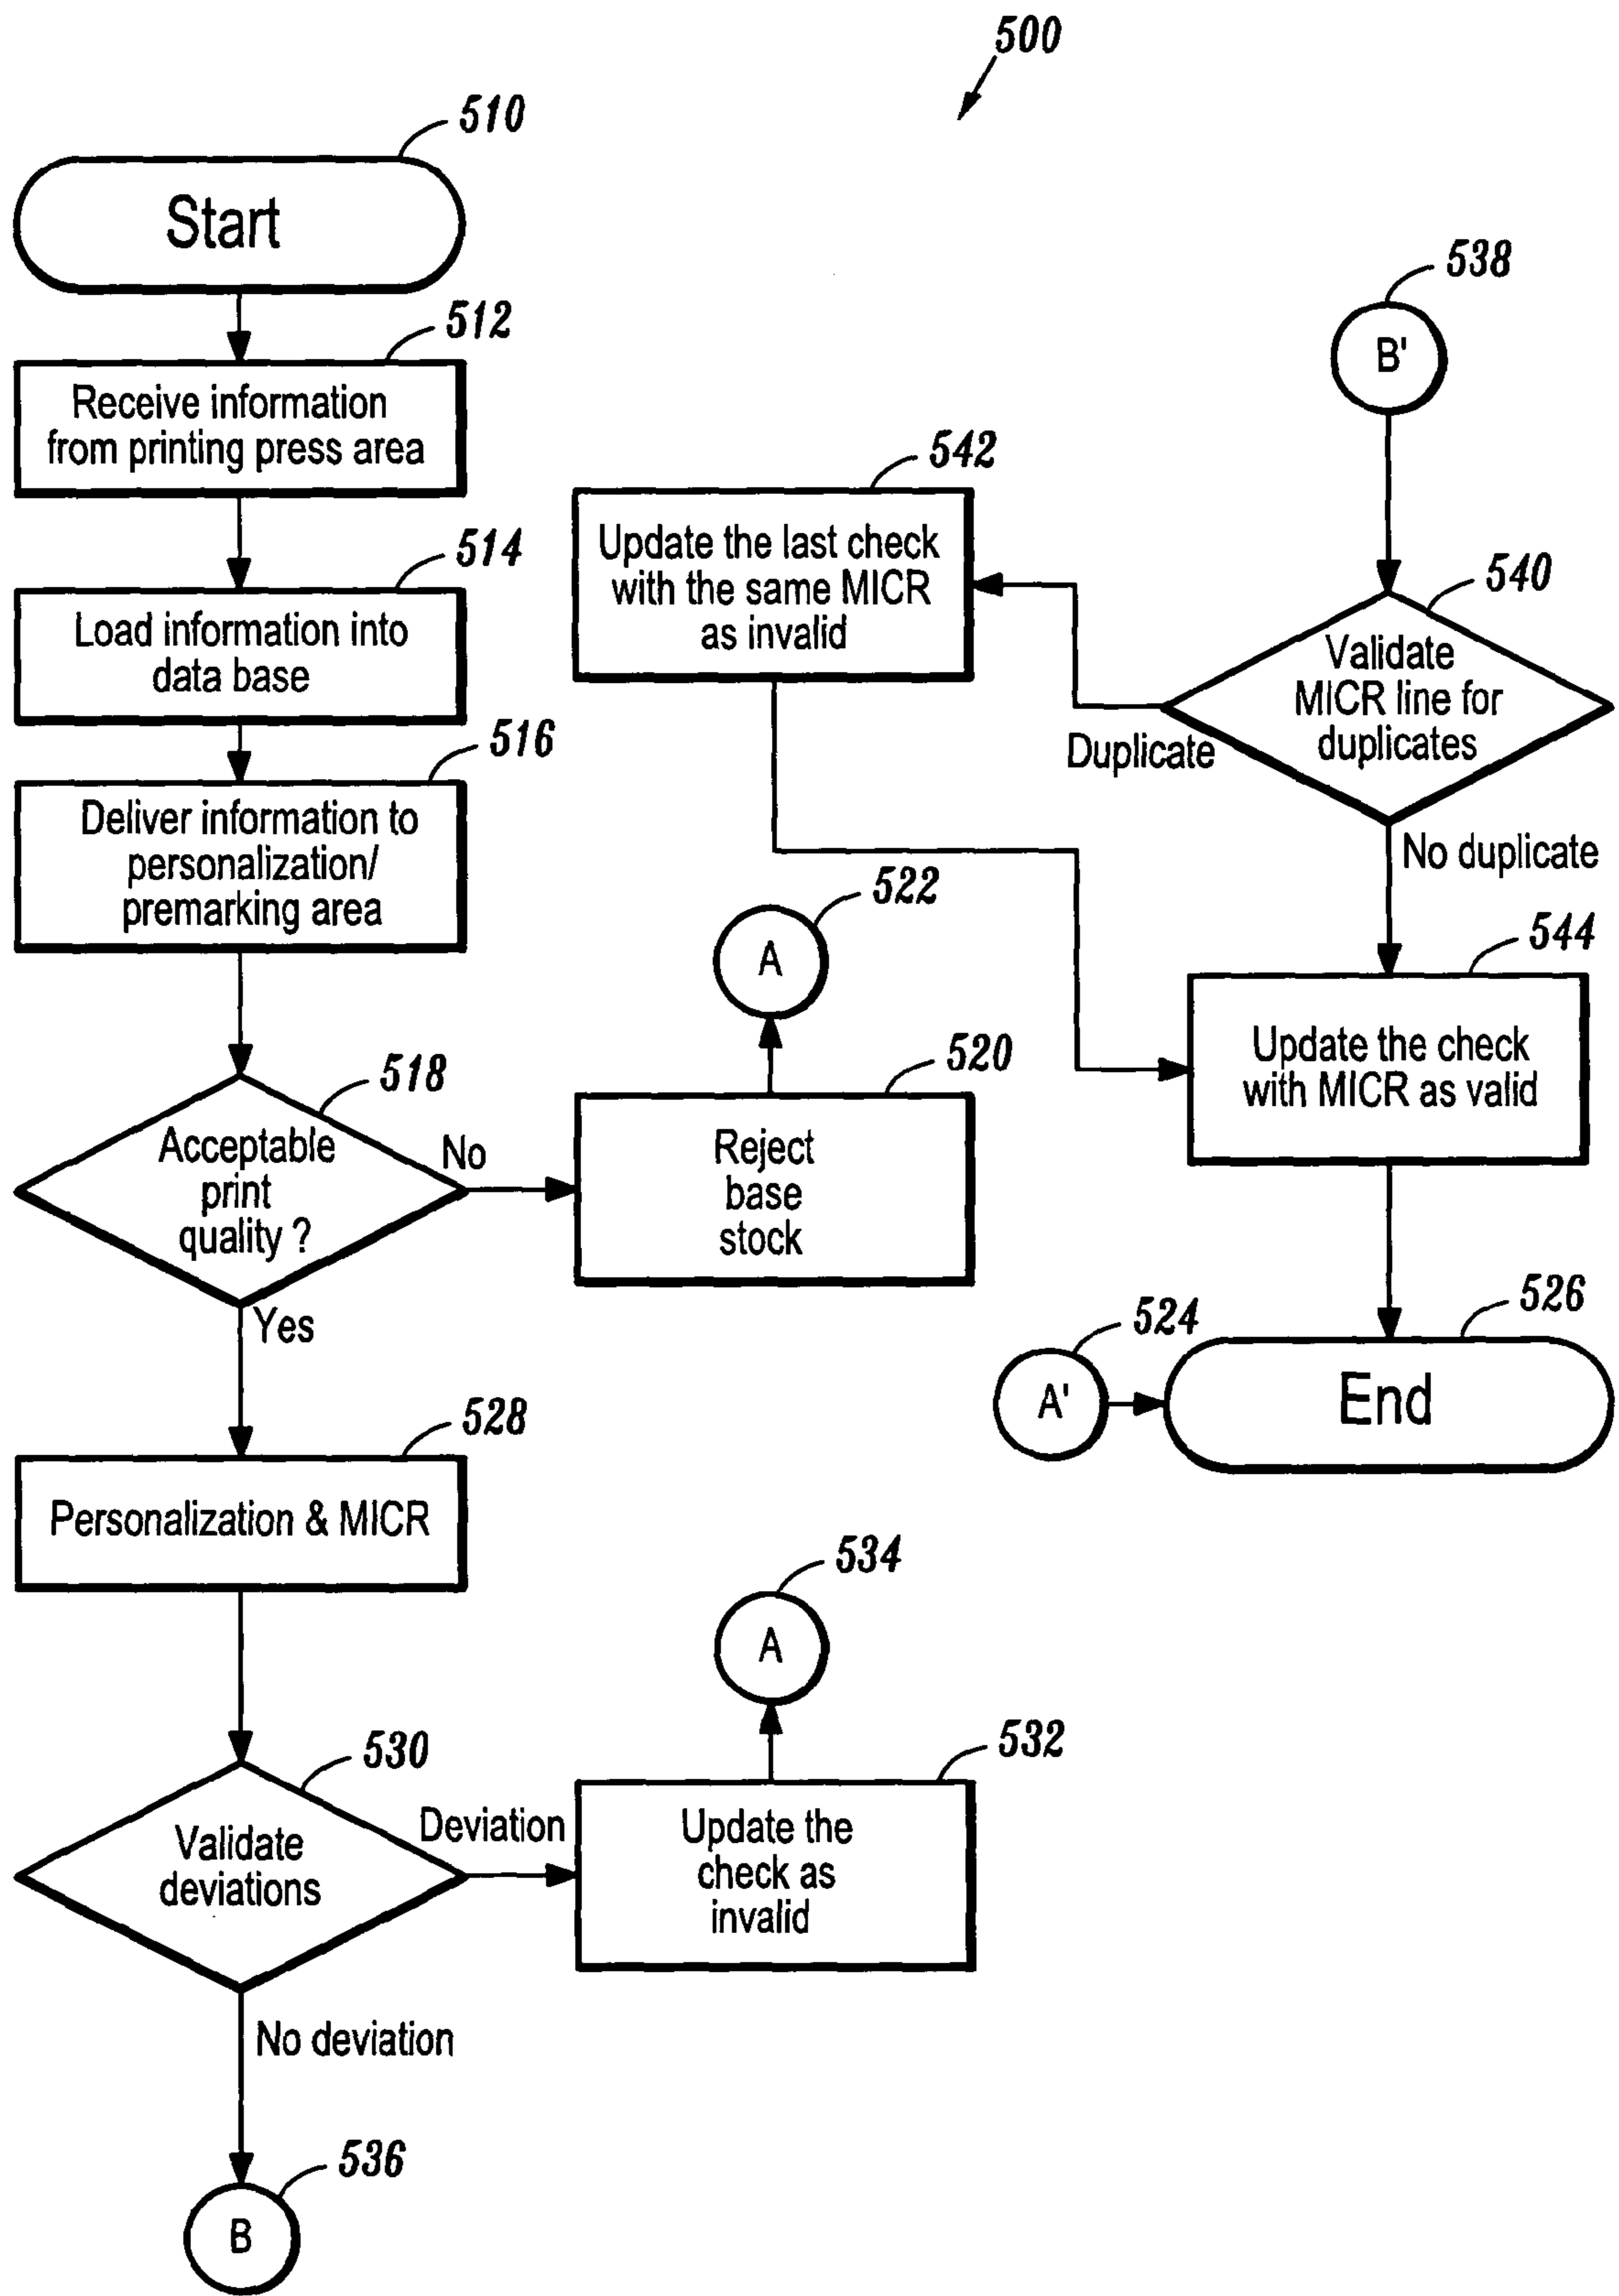 500
510
Start
512
Receive information
from printing press area
514
Load information into
data base
516
Deliver information to
personalization/
premarking area
518
Acceptable
print
quality ?
No
Yes
520
Reject
base
stock
522
A
528
Personalization & MICR
530
Validate
deviations
Deviation
No deviation
532
Update the
check as
invalid
534
A
536
B
538
B'
540
Validate
MICR line for
duplicates
Duplicate
No duplicate
542
Update the last check
with the same MICR
as invalid
544
Update the check
with MICR as valid
524
A'
526
End